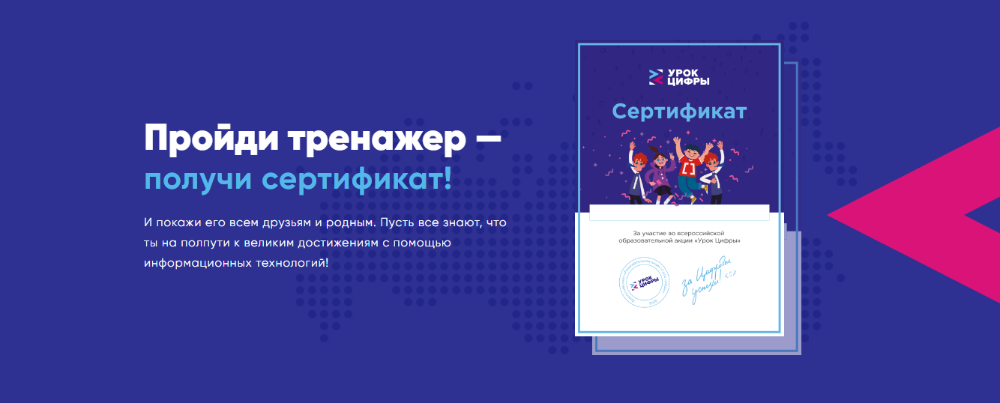 Пройди тренажер —
получи сертификат!
И покажи его всем друзьям и родным. Пусть все знают, что
ты на полпути к великим достижениям с помощью
информационных технологий!
УРОК
ЦИФРЫ
Сертификат
За участие во всероссийской
образовательной акции «Урок Цифры»
УРОК
ЦИФРЫ
за Цифровые
успехи! <:>